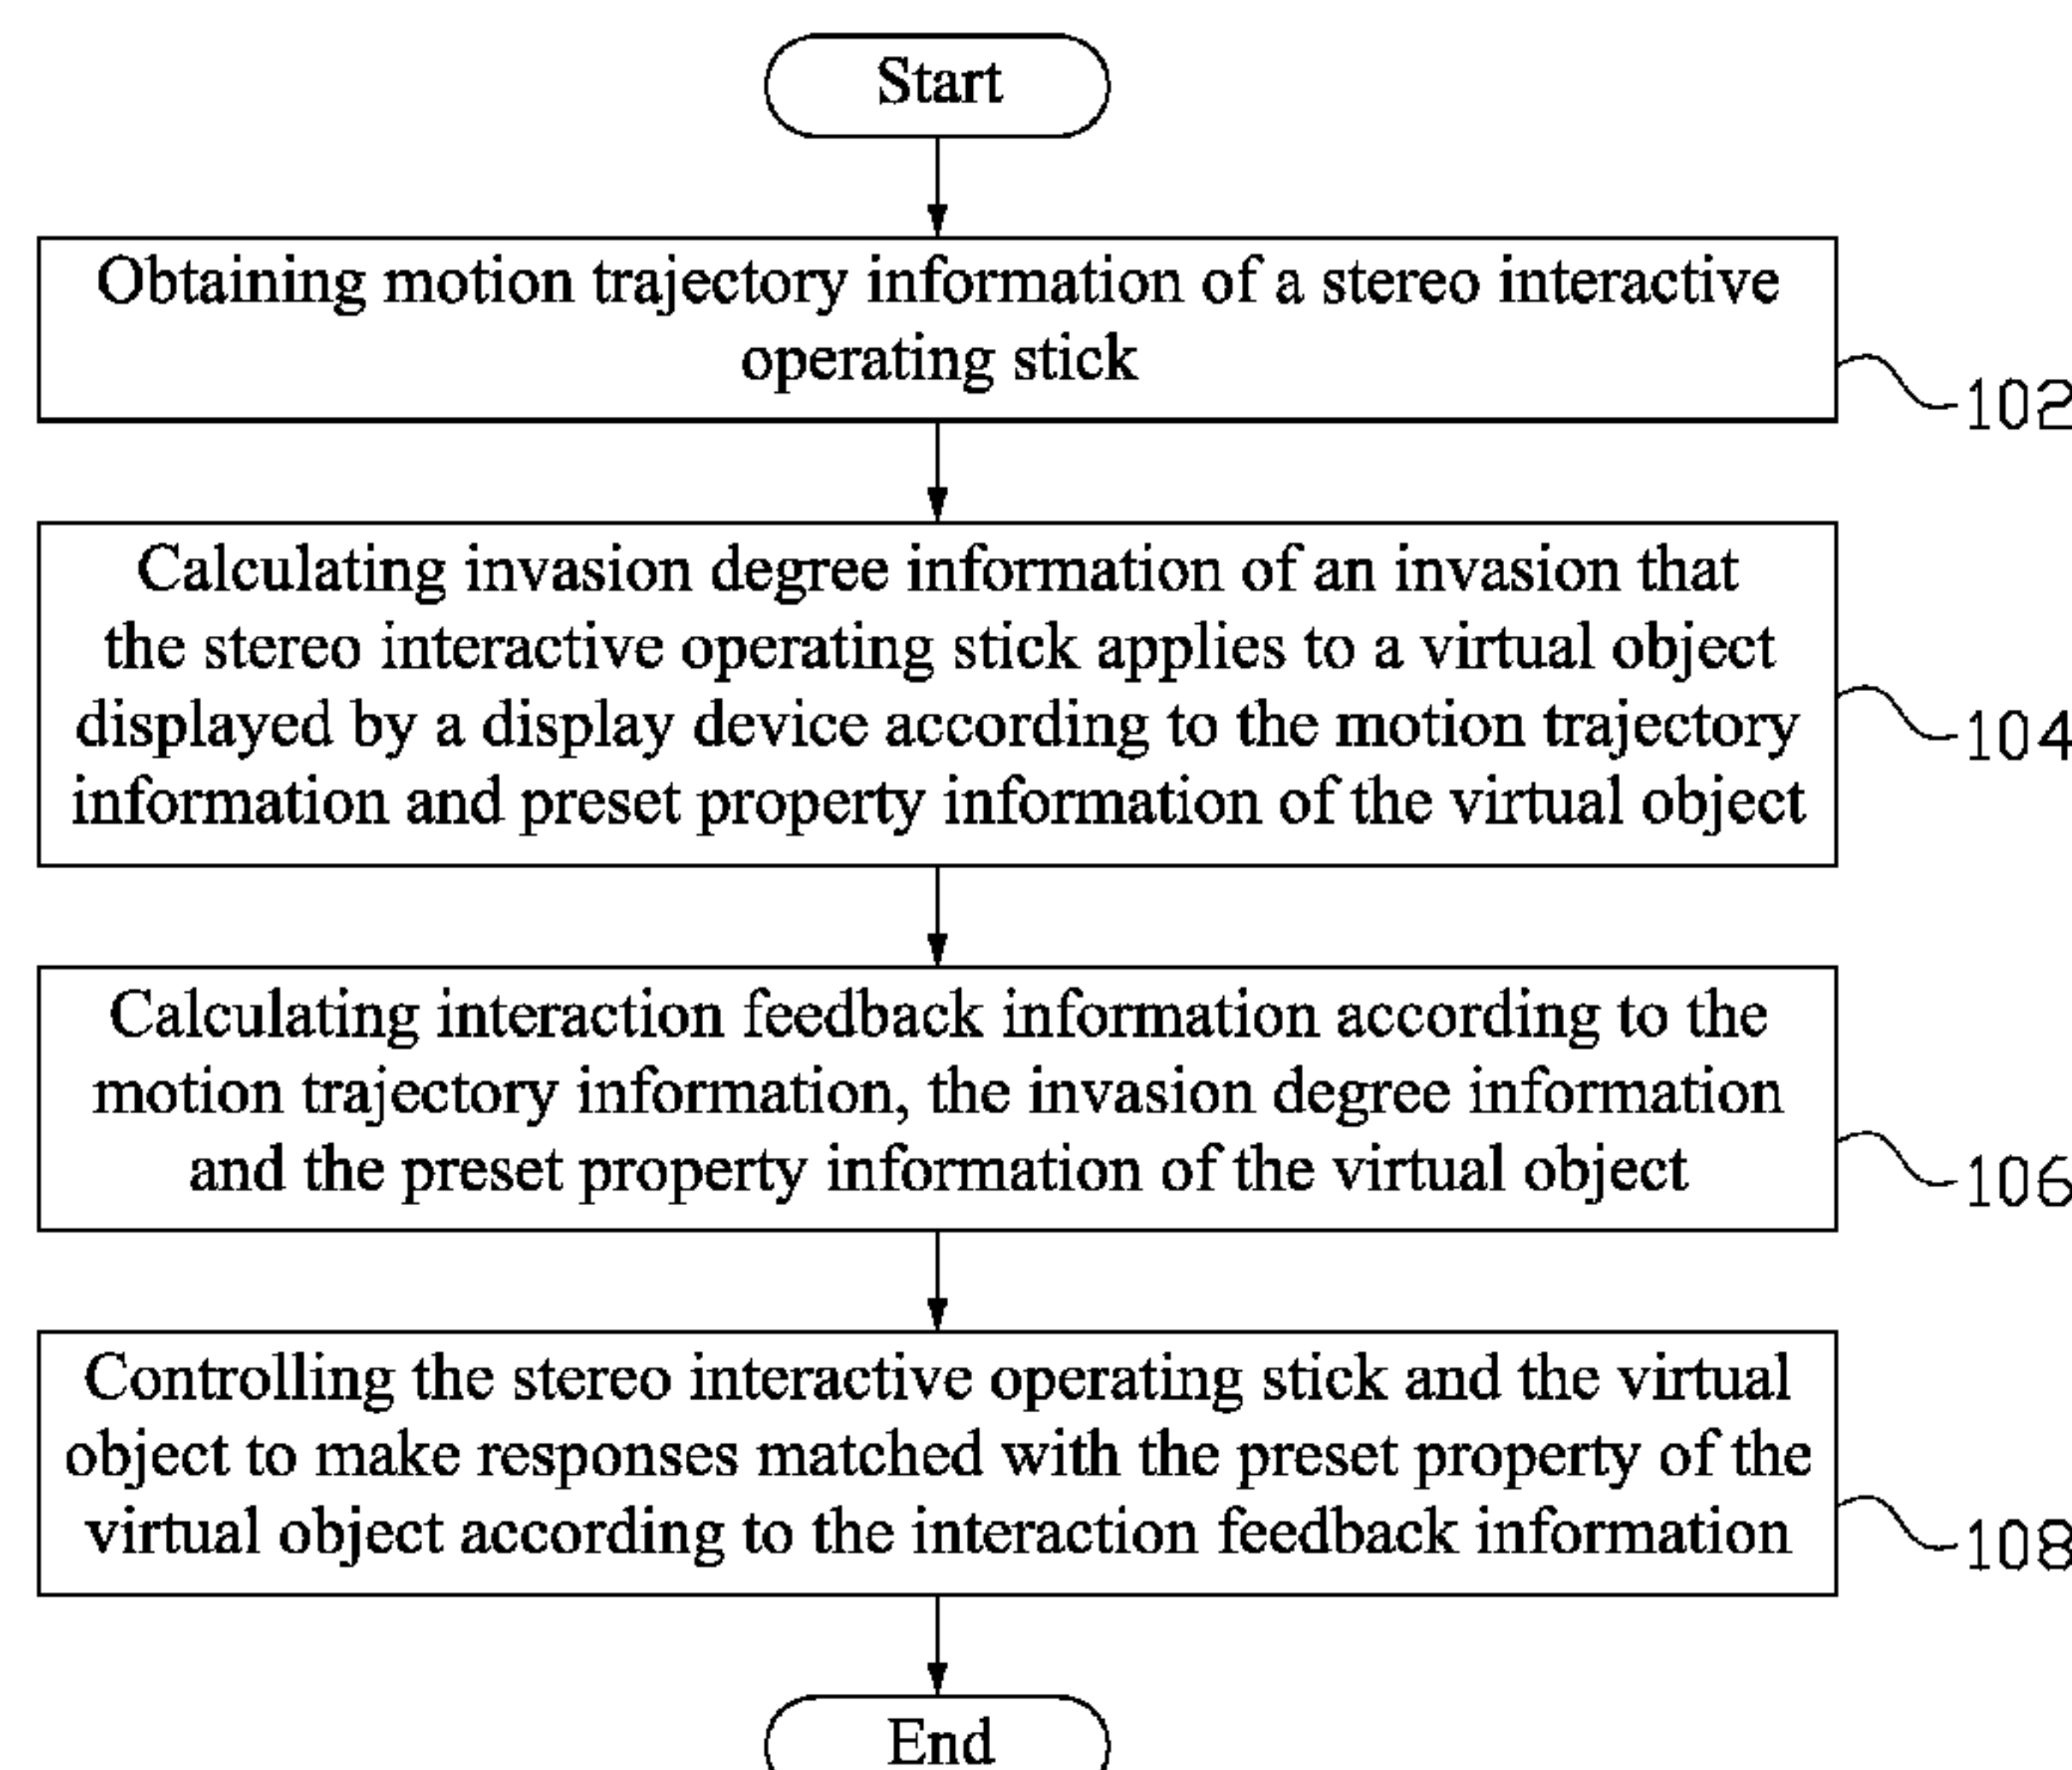 Start
Obtaining motion trajectory information of a stereo interactive
operating stick
102
Calculating invasion degree information of an invasion that
the stereo interactive operating stick applies to a virtual object
displayed by a display device according to the motion trajectory
information and preset property information of the virtual object
104
Calculating interaction feedback information according to the
motion trajectory information, the invasion degree information
and the preset property information of the virtual object
106
Controlling the stereo interactive operating stick and the virtual
object to make responses matched with the preset property of the
virtual object according to the interaction feedback information
108
End